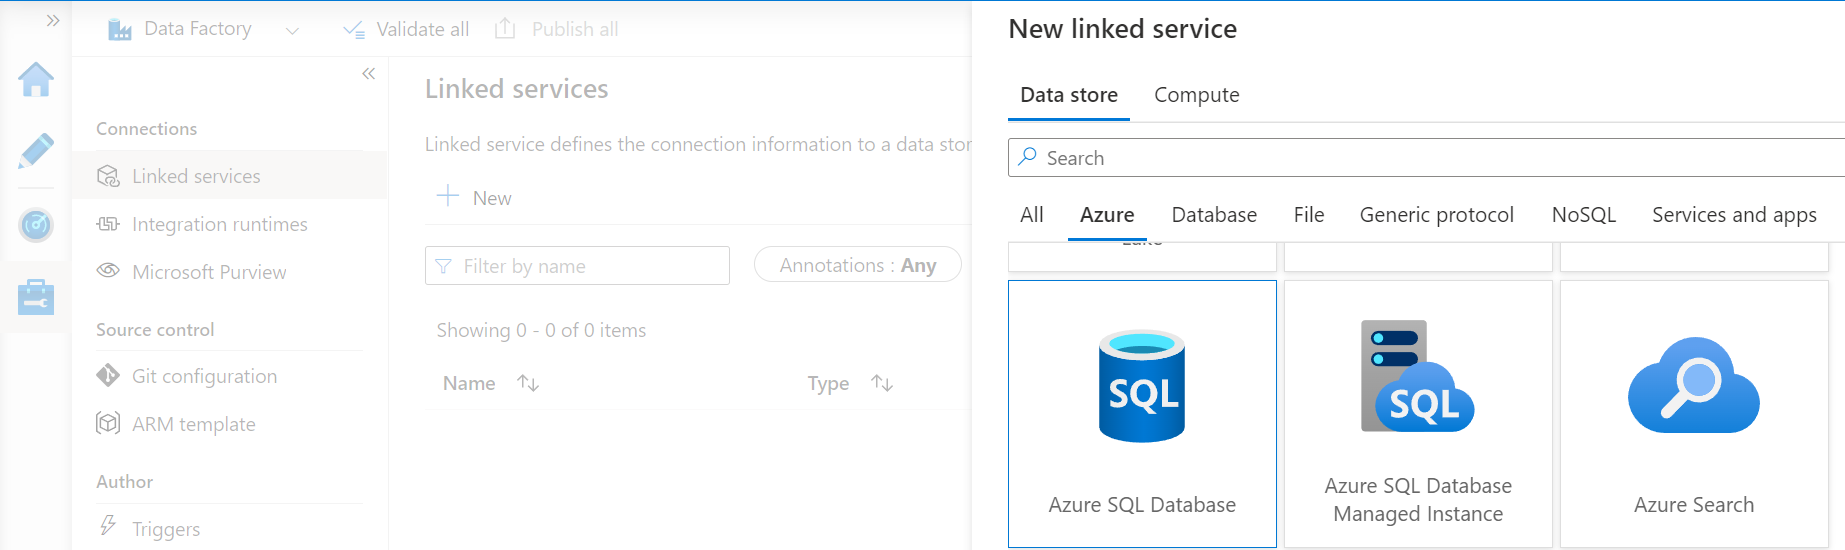 Data Factory
Validate all
Publish all
Connections
Linked services
Integration runtimes
Microsoft Purview
Source control
Git configuration
ARM template
Author
Triggers
Linked services
Linked service defines the connection information to a data stor
New
Filter by name
Annotations : Any
Showing 0 - 0 of 0 items
Name
Type
New linked service
Data store
Compute
Search
All
Azure
Database
File
Generic protocol
NoSQL
Services and apps
SQL
Azure SQL Database
SQL
Azure SQL Database
Managed Instance
Azure Search